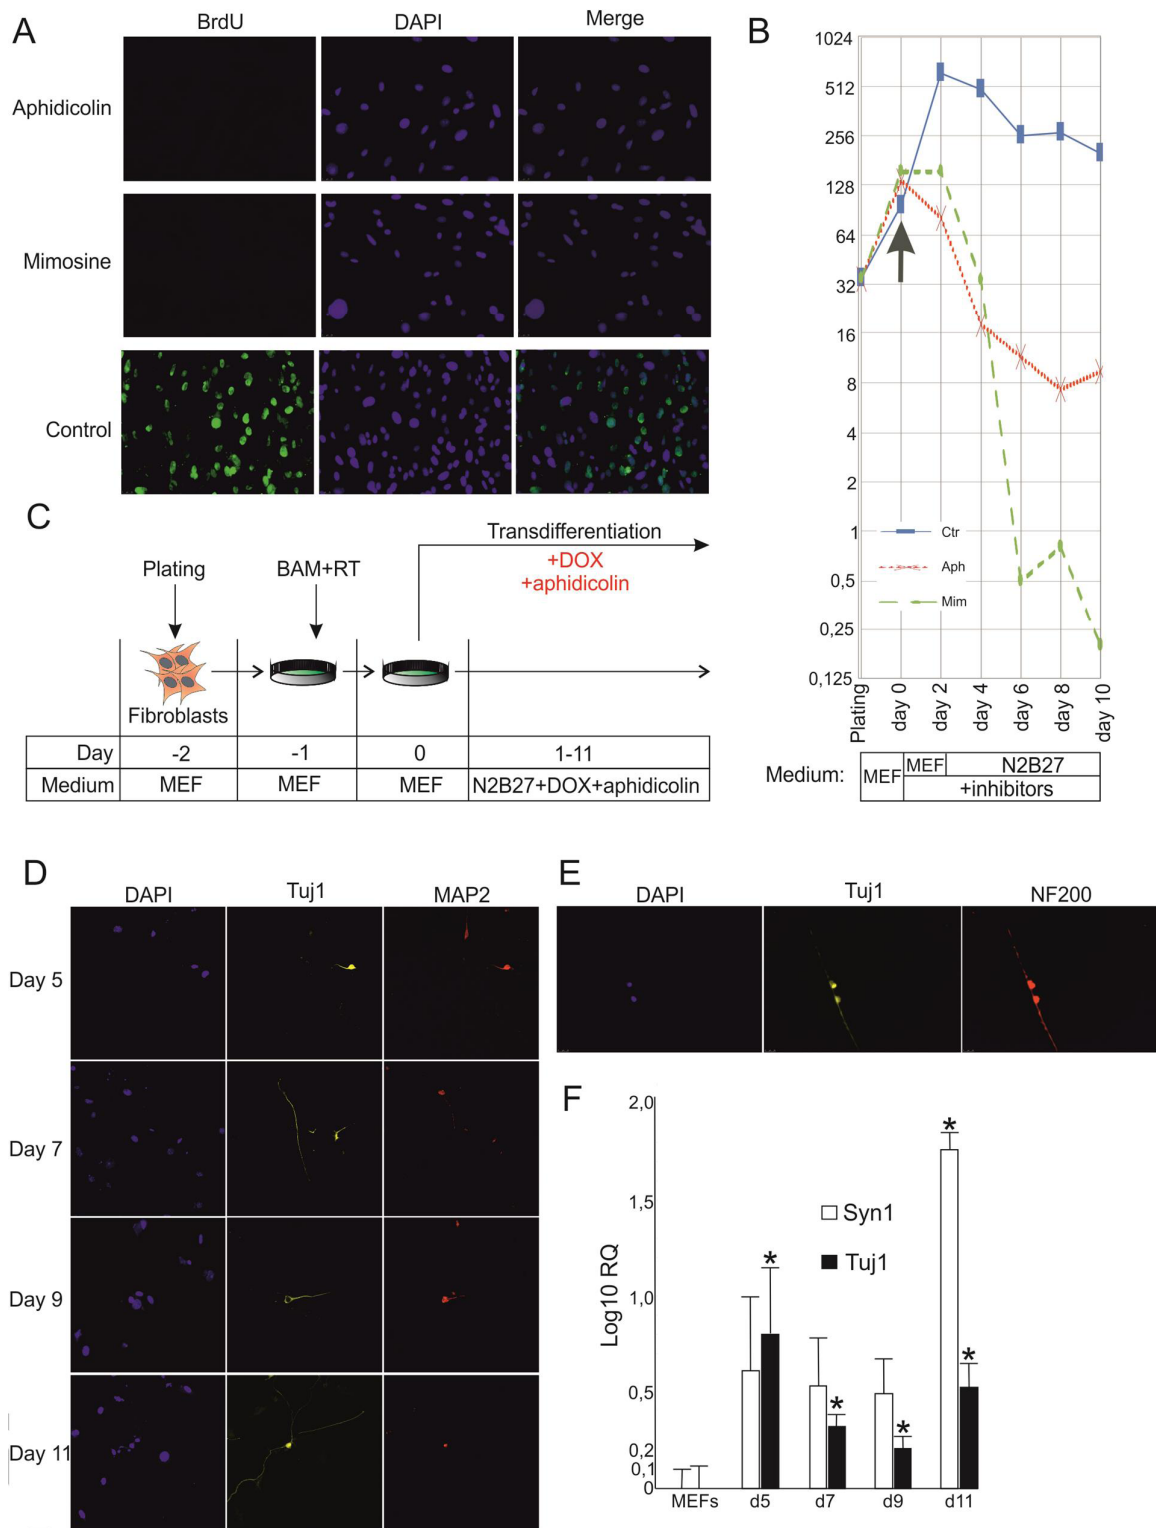 A
BrdU
DAPI
Merge
Aphidicolin
Mimosine
Control
B
1024
512
256
128
64
32
16
8
4
2
1
0,5
0,25
0,125
Ctr
Aph
Mim
Plating
day 0
day 2
day 4
day 6
day 8
day 10
Medium:
MEF
MEF
N2B27
+inhibitors
C
Transdifferentiation
+DOX
+aphidicolin
Plating
BAM+RT
Fibroblasts
Day -2 -1 0 1-11
Medium MEF MEF MEF N2B27+DOX+aphidicolin
D
DAPI
Tuj1
MAP2
Day 5
Day 7
Day 9
Day 11
E
DAPI
Tuj1
NF200
F
Log10 RQ
2,0
1,5
1,0
0,5
0,2
0,1
0
Syn1
Tuj1
* * * * *
MEFs d5 d7 d9 d11